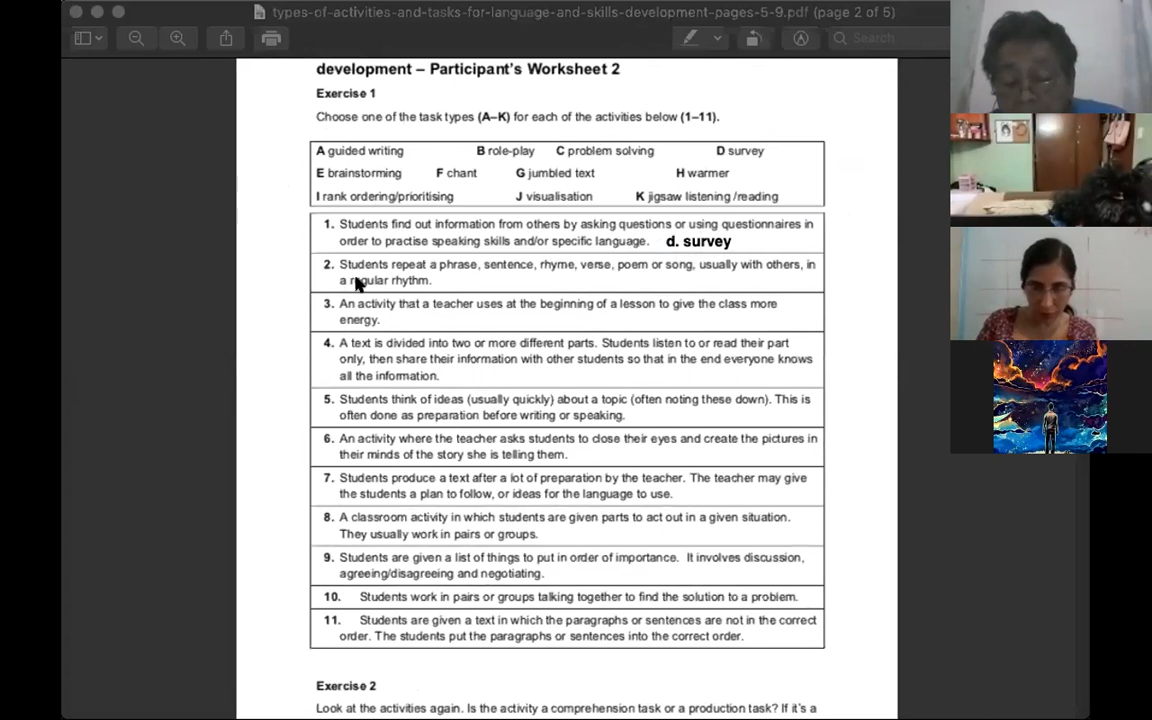 types-of-activities-and-tasks-for-language-and-skills-development-pages-5-9.pdf (page 2 of 5)
Search
development – Participant's Worksheet 2
Exercise 1
Choose one of the task types (A–K) for each of the activities below (1–11).
A guided writing B role-play C problem solving D survey
E brainstorming F chant G jumbled text H warmer
I rank ordering/prioritising J visualisation K jigsaw listening /reading
1. Students find out information from others by asking questions or using questionnaires in
order to practise speaking skills and/or specific language. d. survey
2. Students repeat a phrase, sentence, rhyme, verse, poem or song, usually with others, in
a regular rhythm.
3. An activity that a teacher uses at the beginning of a lesson to give the class more
energy.
4. A text is divided into two or more different parts. Students listen to or read their part
only, then share their information with other students so that in the end everyone knows
all the information.
5. Students think of ideas (usually quickly) about a topic (often noting these down). This is
often done as preparation before writing or speaking.
6. An activity where the teacher asks students to close their eyes and create the pictures in
their minds of the story she is telling them.
7. Students produce a text after a lot of preparation by the teacher. The teacher may give
the students a plan to follow, or ideas for the language to use.
8. A classroom activity in which students are given parts to act out in a given situation.
They usually work in pairs or groups.
9. Students are given a list of things to put in order of importance. It involves discussion,
agreeing/disagreeing and negotiating.
10. Students work in pairs or groups talking together to find the solution to a problem.
11. Students are given a text in which the paragraphs or sentences are not in the correct
order. The students put the paragraphs or sentences into the correct order.
Exercise 2
Look at the activities again. Is the activity a comprehension task or a production task? If it's a